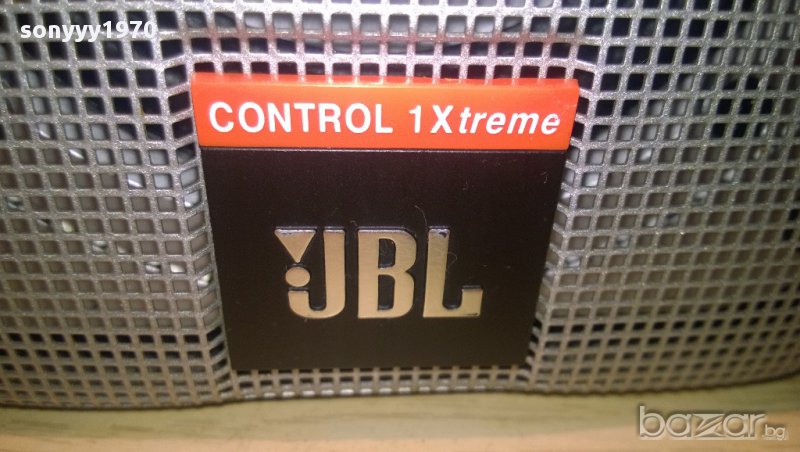 sonyyy1970
CONTROL 1Xtreme
JBL
bazar.bg